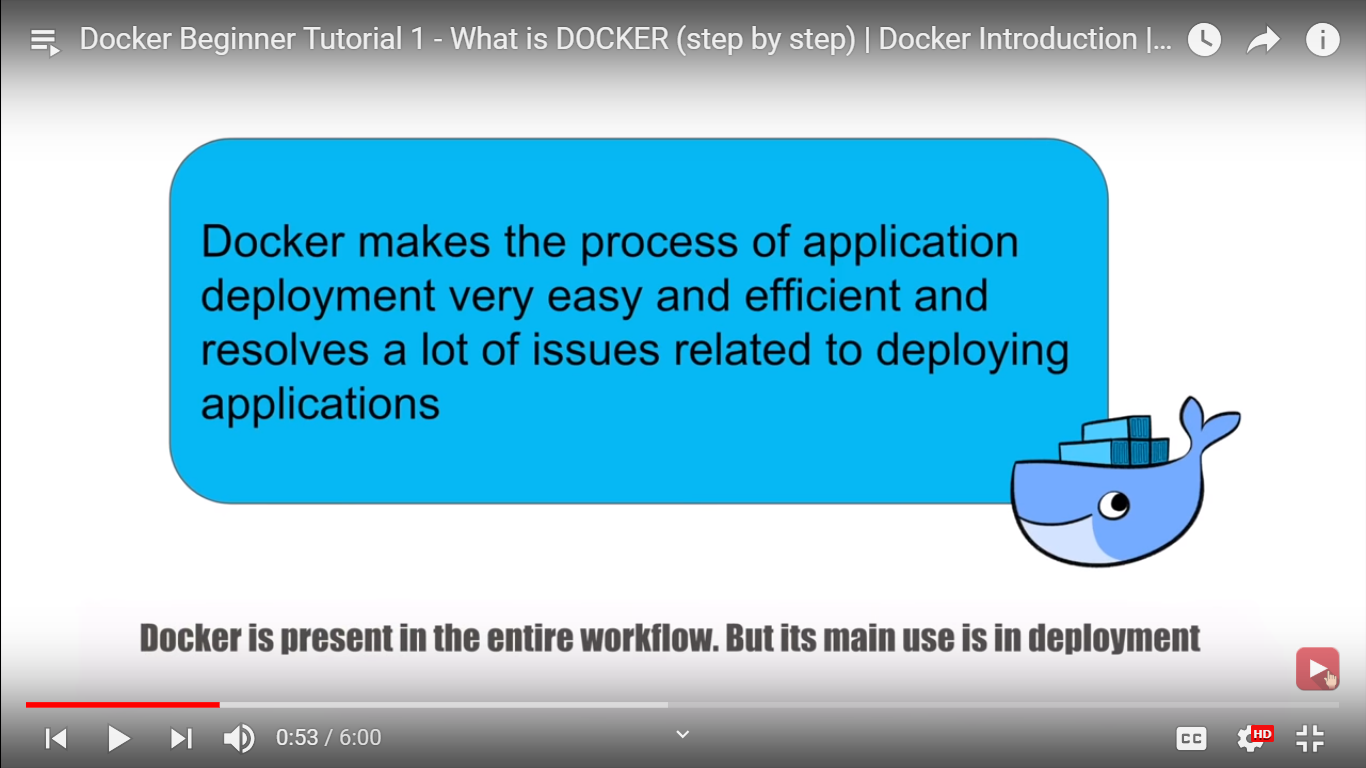 Docker Beginner Tutorial 1 - What is DOCKER (step by step) | Docker Introduction |...
Docker makes the process of application
deployment very easy and efficient and
resolves a lot of issues related to deploying
applications
Docker is present in the entire workflow. But its main use is in deployment
0:53 / 6:00
CC
HD